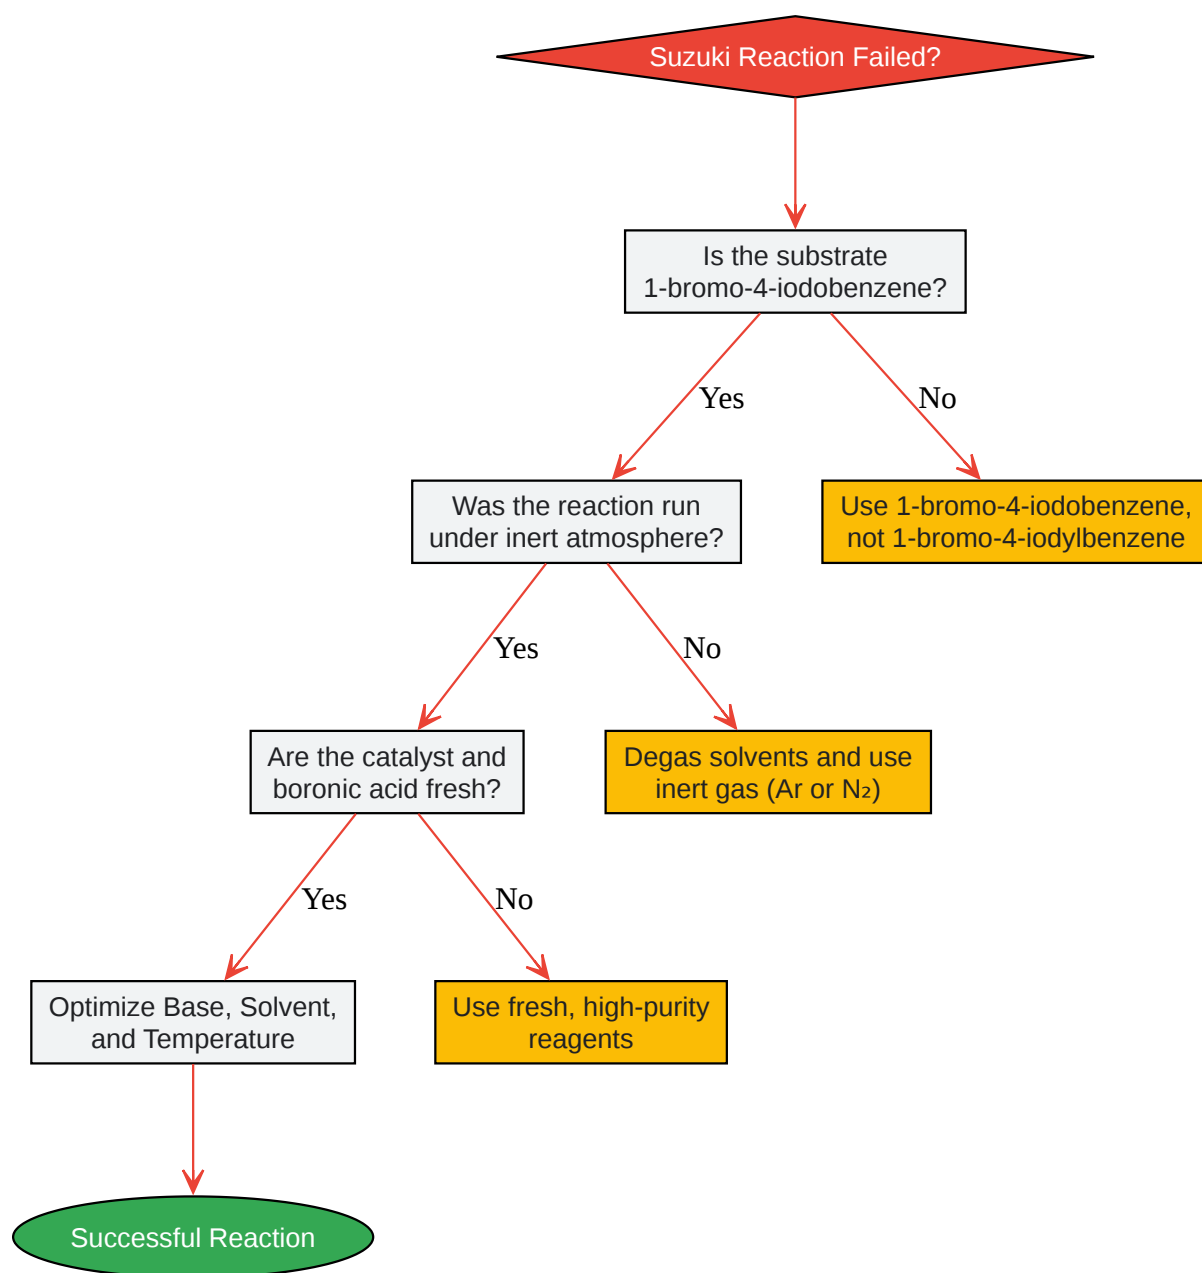 Suzuki Reaction Failed?
Is the substrate
1-bromo-4-iodobenzene?
Yes
No
Was the reaction run
under inert atmosphere?
Use 1-bromo-4-iodobenzene,
not 1-bromo-4-iodylbenzene
Yes
No
Are the catalyst and
boronic acid fresh?
Degas solvents and use
inert gas (Ar or N₂)
Yes
No
Optimize Base, Solvent,
and Temperature
Use fresh, high-purity
reagents
Successful Reaction